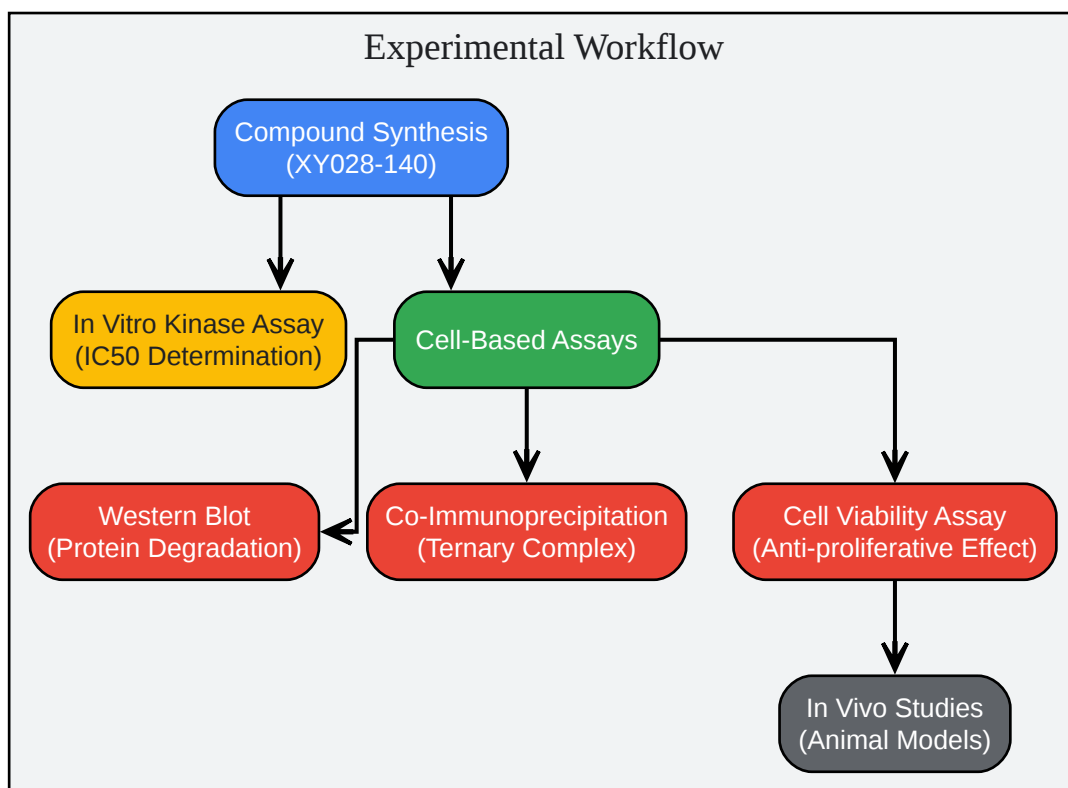 Experimental Workflow
Compound Synthesis
(XY028-140)
In Vitro Kinase Assay
(IC50 Determination)
Cell-Based Assays
Western Blot
(Protein Degradation)
Co-Immunoprecipitation
(Ternary Complex)
Cell Viability Assay
(Anti-proliferative Effect)
In Vivo Studies
(Animal Models)